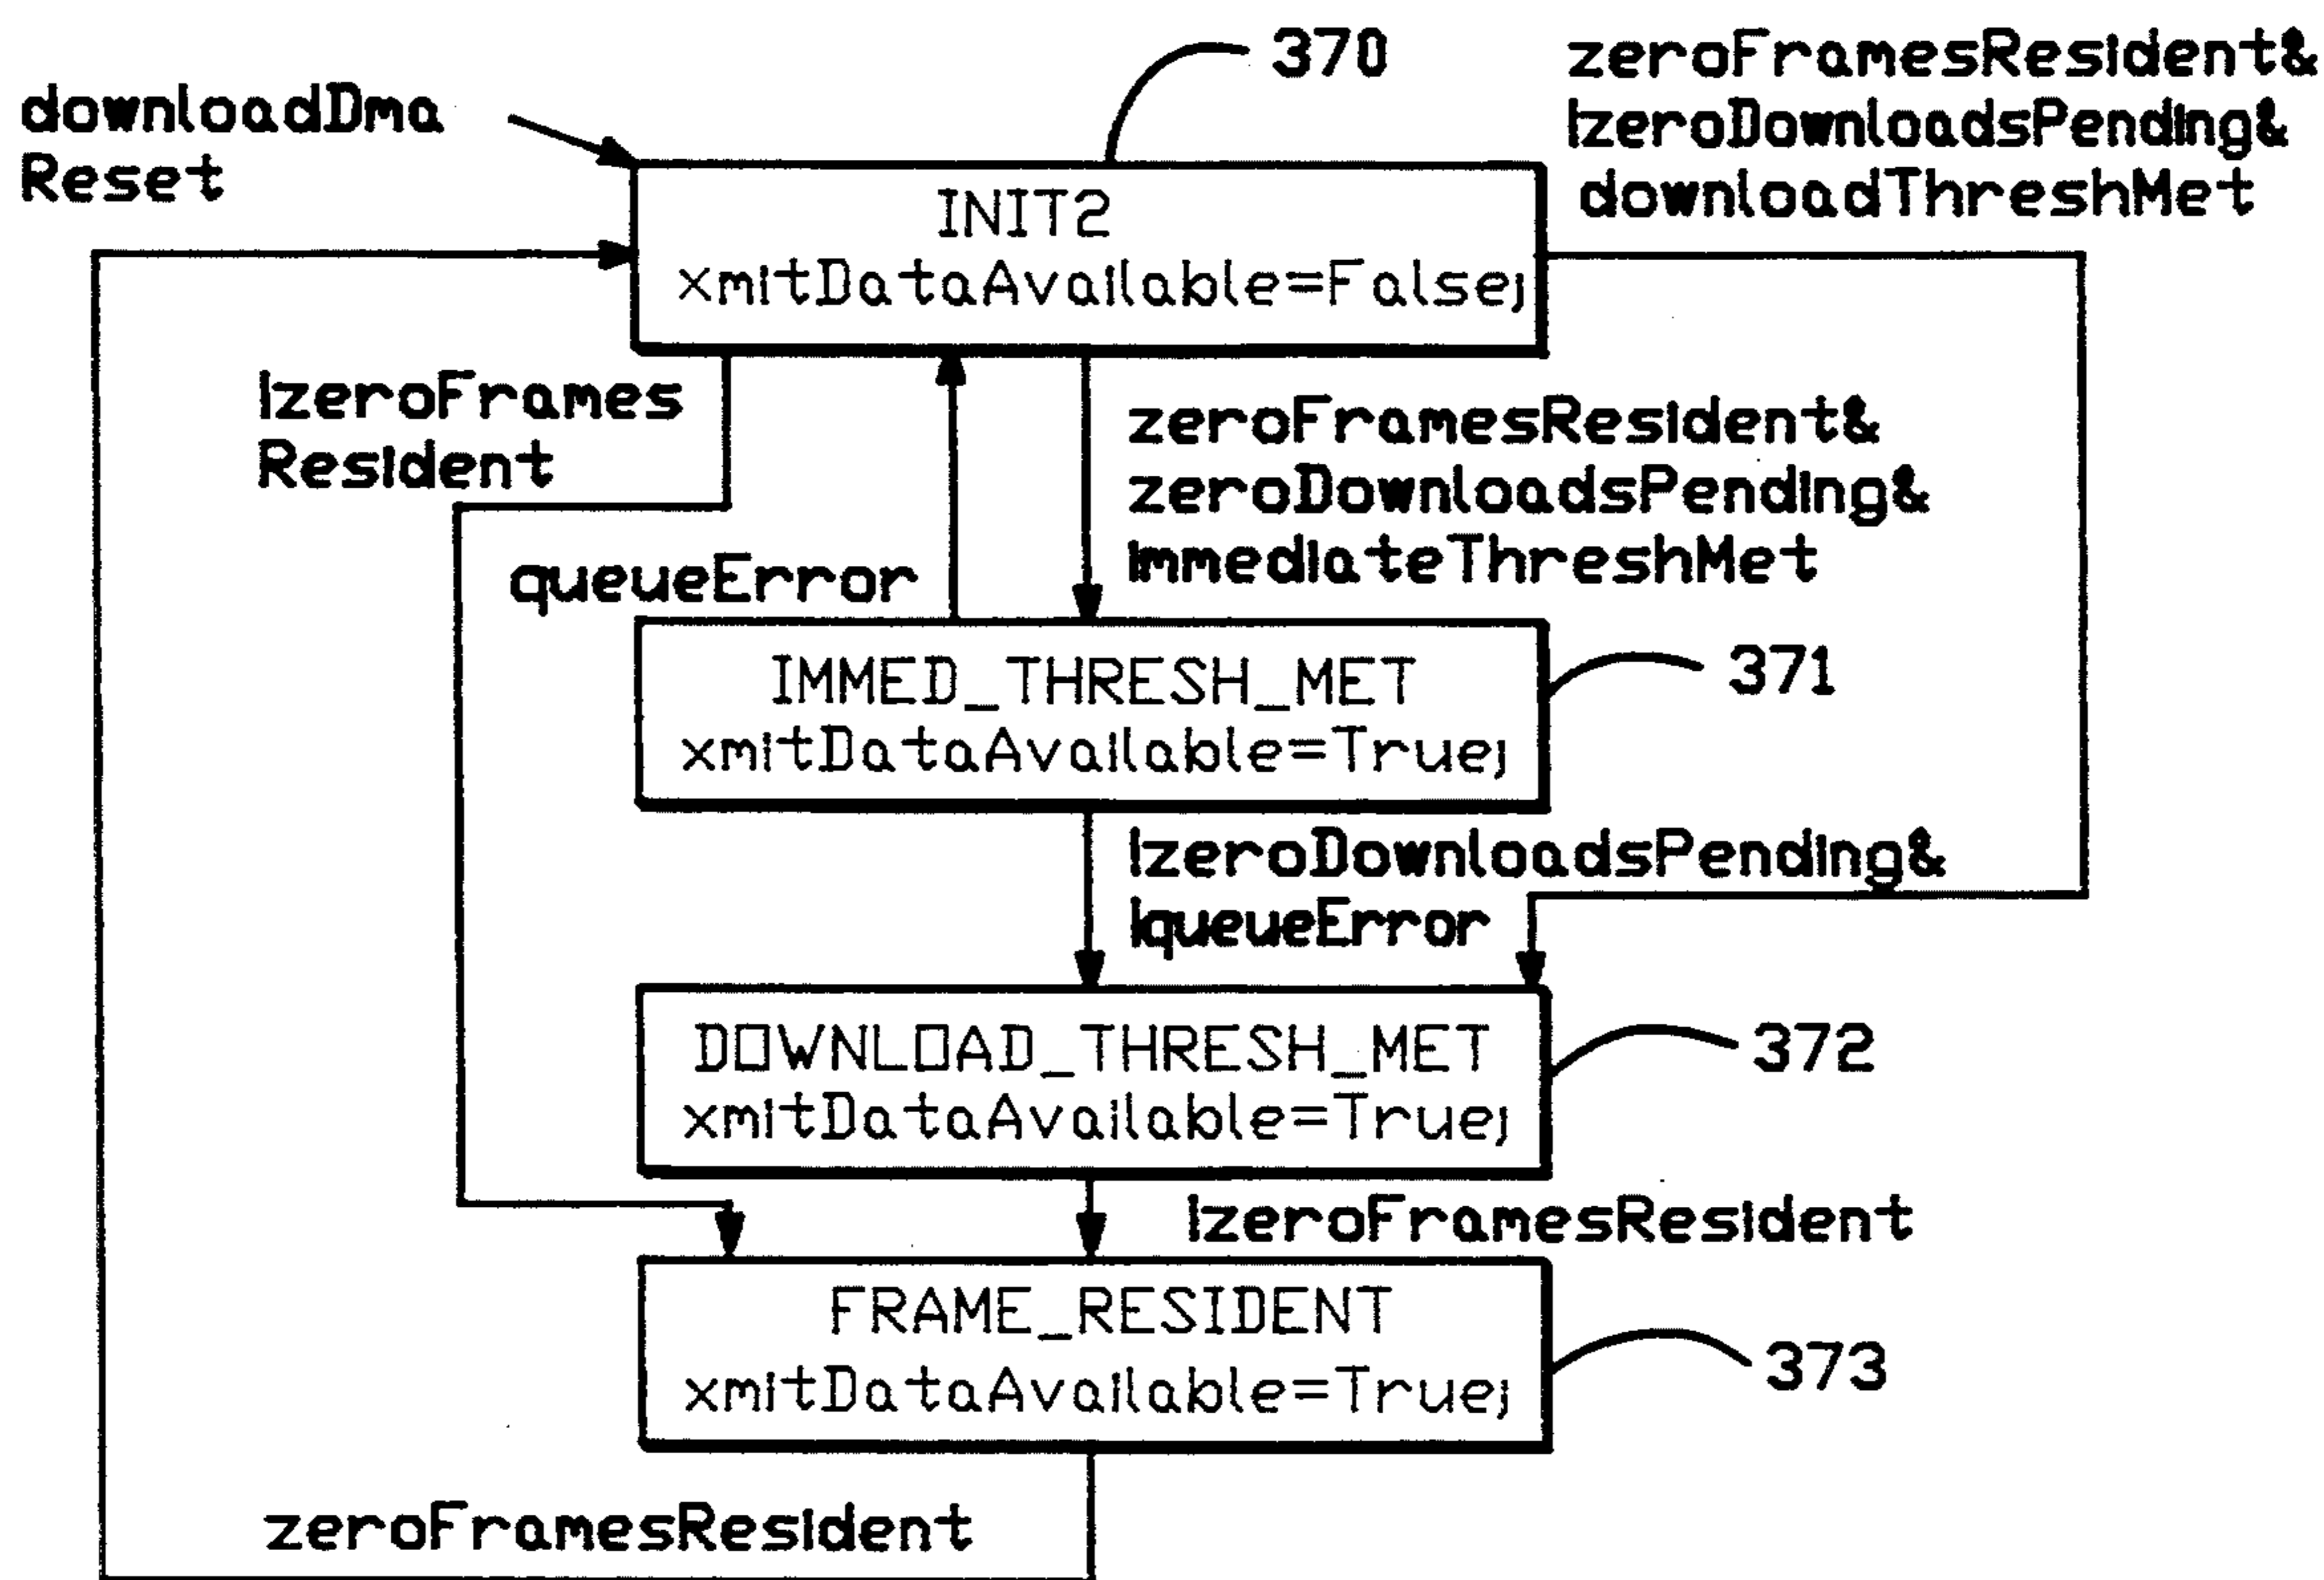 370
zeroFramesResident&
!zeroDownloadsPending&
downloadThreshMet
downloadDma
Reset
INIT2
xmitDataAvailable=False;
!zeroFrames
Resident
zeroFramesResident&
zeroDownloadsPending&
immediateThreshMet
queueError
IMMED_THRESH_MET
xmitDataAvailable=True;
371
!zeroDownloadsPending&
!queueError
DOWNLOAD_THRESH_MET
xmitDataAvailable=True;
372
!zeroFramesResident
FRAME_RESIDENT
xmitDataAvailable=True;
373
zeroFramesResident